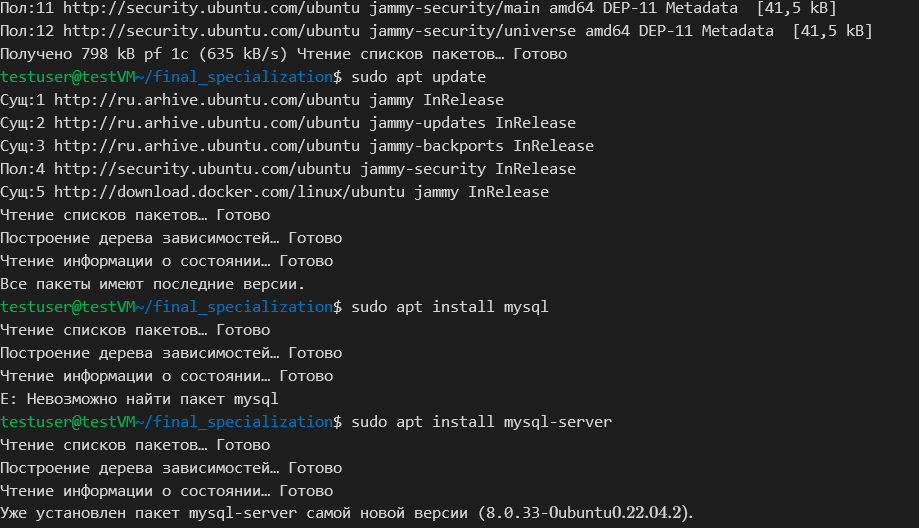 Пол:11 http://security.ubuntu.com/ubuntu jammy-security/main amd64 DEP-11 Metadata [41,5 kB]
Пол:12 http://security.ubuntu.com/ubuntu jammy-security/universe amd64 DEP-11 Metadata [41,5 kB]
Получено 798 kB pf 1с (635 kB/s) Чтение списков пакетов… Готово
testuser@testVM~/final_specialization$ sudo apt update
Сущ:1 http://ru.arhive.ubuntu.com/ubuntu jammy InRelease
Сущ:2 http://ru.arhive.ubuntu.com/ubuntu jammy-updates InRelease
Сущ:3 http://ru.arhive.ubuntu.com/ubuntu jammy-backports InRelease
Пол:4 http://security.ubuntu.com/ubuntu jammy-security InRelease
Сущ:5 http://download.docker.com/linux/ubuntu jammy InRelease
Чтение списков пакетов… Готово
Построение дерева зависимостей… Готово
Чтение информации о состоянии… Готово
Все пакеты имеют последние версии.
testuser@testVM~/final_specialization$ sudo apt install mysql
Чтение списков пакетов… Готово
Построение дерева зависимостей… Готово
Чтение информации о состоянии… Готово
E: Невозможно найти пакет mysql
testuser@testVM~/final_specialization$ sudo apt install mysql-server
Чтение списков пакетов… Готово
Построение дерева зависимостей… Готово
Чтение информации о состоянии… Готово
Уже установлен пакет mysql-server самой новой версии (8.0.33-0ubuntu0.22.04.2).